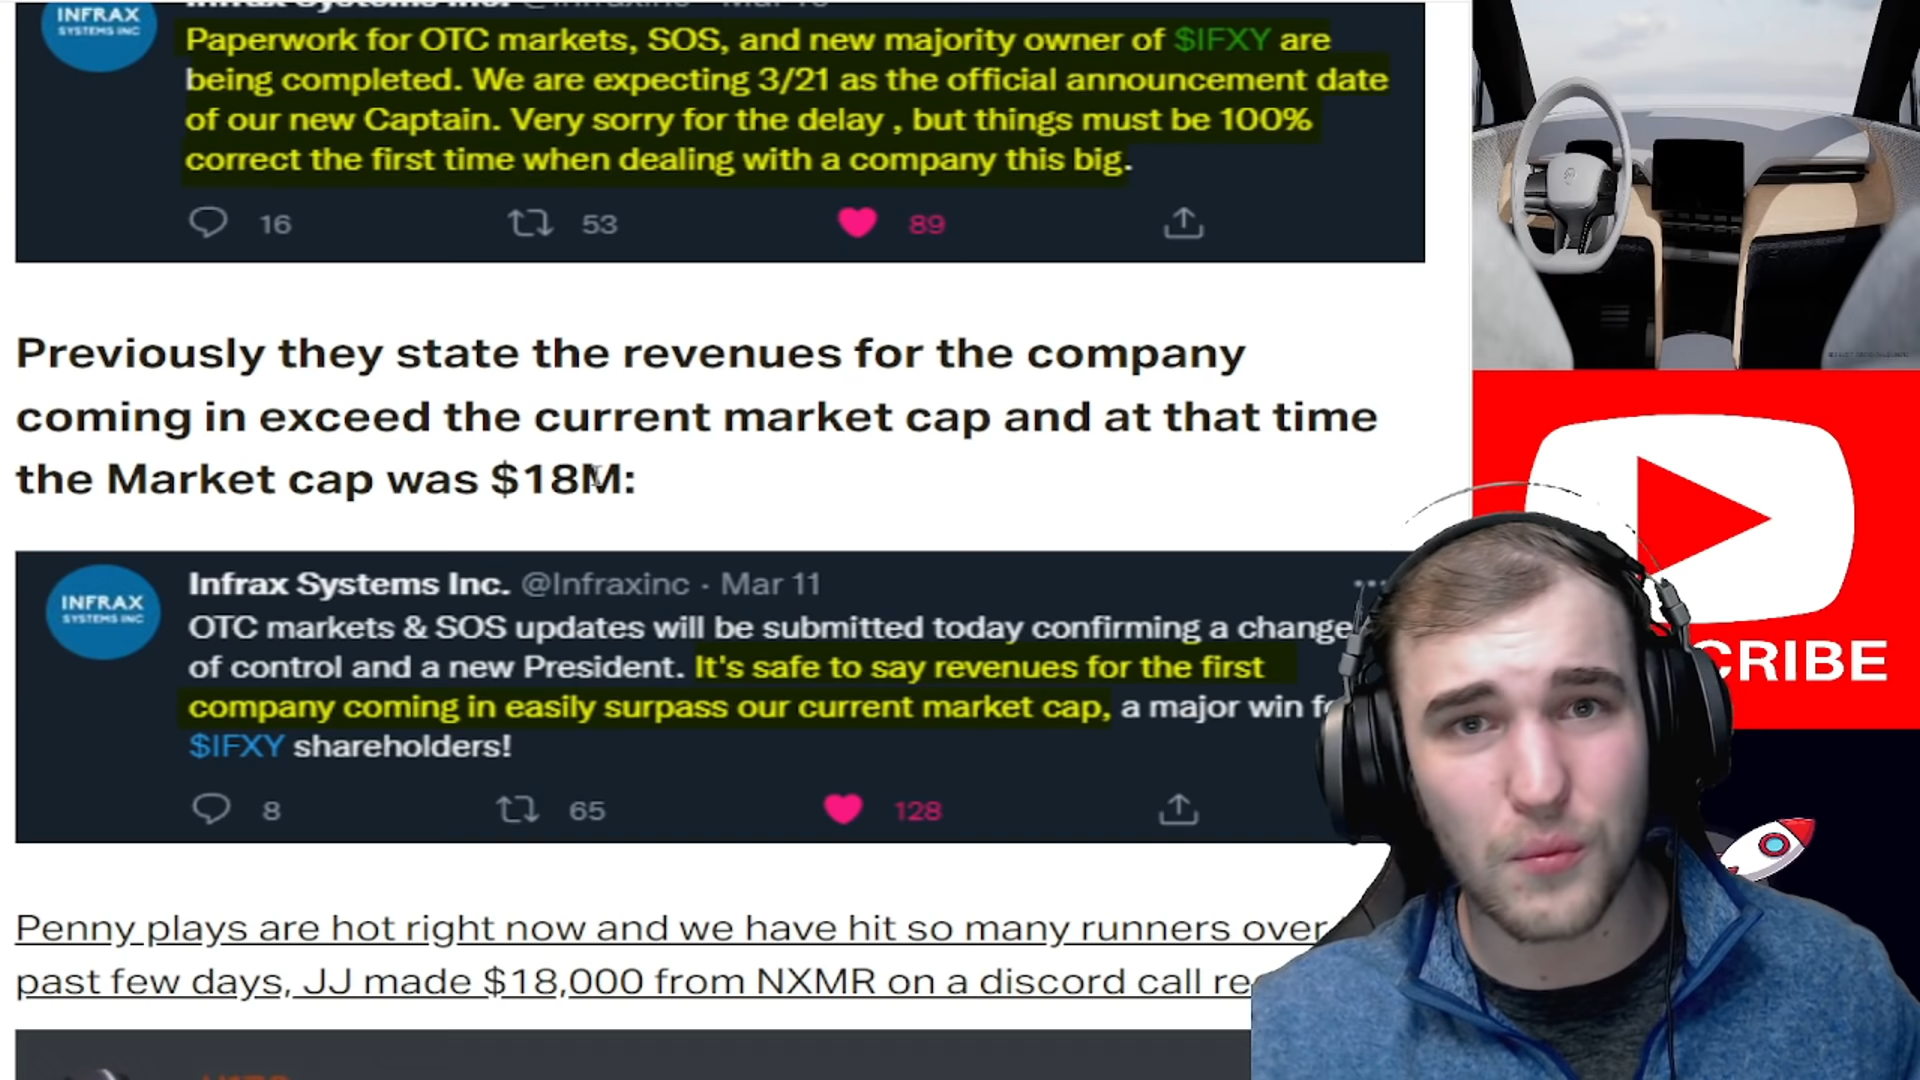 INFRAX
SYSTEMS INC
Infrax Systems Inc. @Infraxinc
Paperwork for OTC markets, SOS, and new majority owner of $IFXY are
being completed. We are expecting 3/21 as the official announcement date
of our new Captain. Very sorry for the delay , but things must be 100%
correct the first time when dealing with a company this big.
16 53 89
Previously they state the revenues for the company
coming in exceed the current market cap and at that time
the Market cap was $18M:
INFRAX
SYSTEMS INC
Infrax Systems Inc. @Infraxinc · Mar 11
OTC markets & SOS updates will be submitted today confirming a change
of control and a new President. It's safe to say revenues for the first
company coming in easily surpass our current market cap, a major win
$IFXY shareholders!
8 65 128
Penny plays are hot right now and we have hit so many runners over
past few days, JJ made $18,000 from NXMR on a discord call
CRIBE